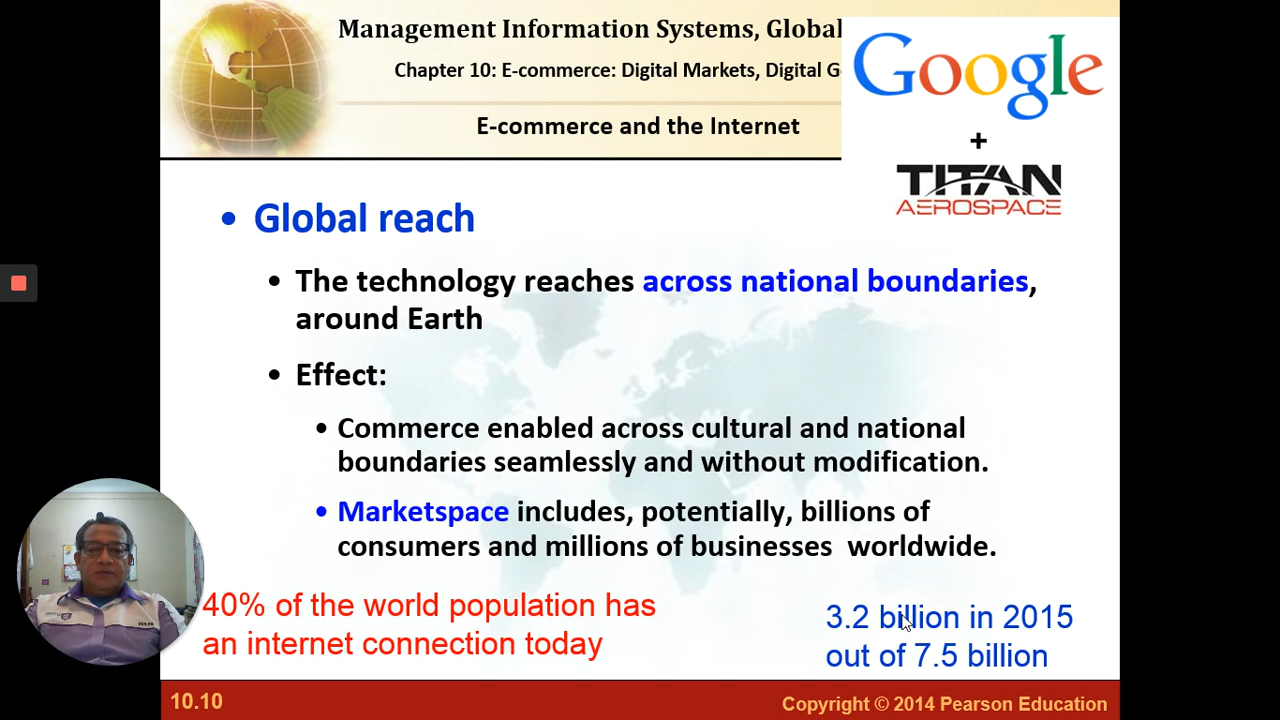 Management Information Systems, Global
Chapter 10: E-commerce: Digital Markets, Digital G
E-commerce and the Internet
Google
+
TITAN
AEROSPACE
• Global reach
• The technology reaches across national boundaries,
around Earth
• Effect:
• Commerce enabled across cultural and national
boundaries seamlessly and without modification.
• Marketspace includes, potentially, billions of
consumers and millions of businesses worldwide.
40% of the world population has
an internet connection today
3.2 billion in 2015
out of 7.5 billion
10.10
Copyright © 2014 Pearson Education